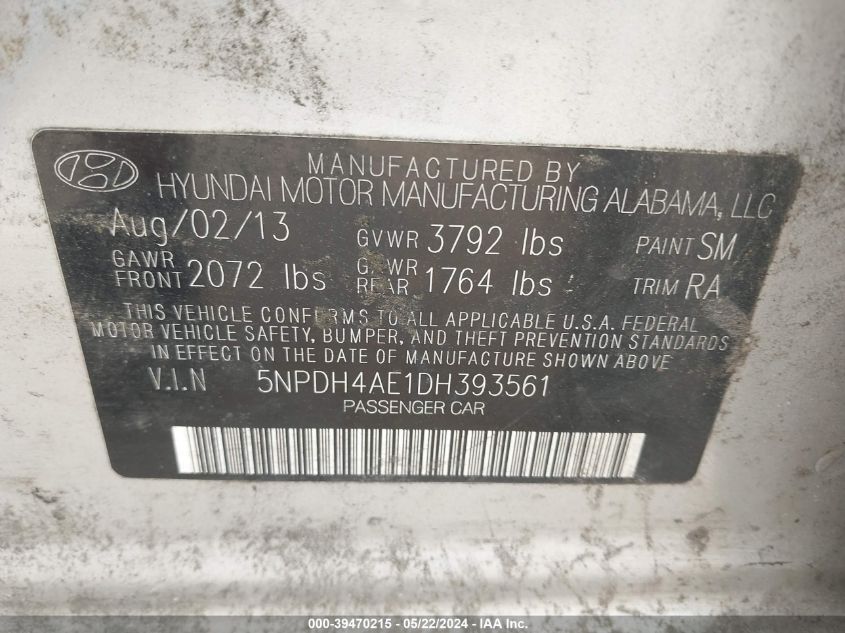 MANUFACTURED BY
HYUNDAI MOTOR MANUFACTURING ALABAMA, LLC
Aug/02/13 GVWR 3792 lbs PAINT SM
GAWR FRONT 2072 lbs G WR REAR 1764 lbs TRIM RA
THIS VEHICLE CONFORMS TO ALL APPLICABLE U.S.A. FEDERAL
MOTOR VEHICLE SAFETY, BUMPER, AND THEFT PREVENTION STANDARDS
IN EFFECT ON THE DATE OF MANUFACTURE SHOWN ABOVE
V.I.N 5NPDH4AE1DH393561
PASSENGER CAR
000-39470215 - 05/22/2024 - IAA Inc.